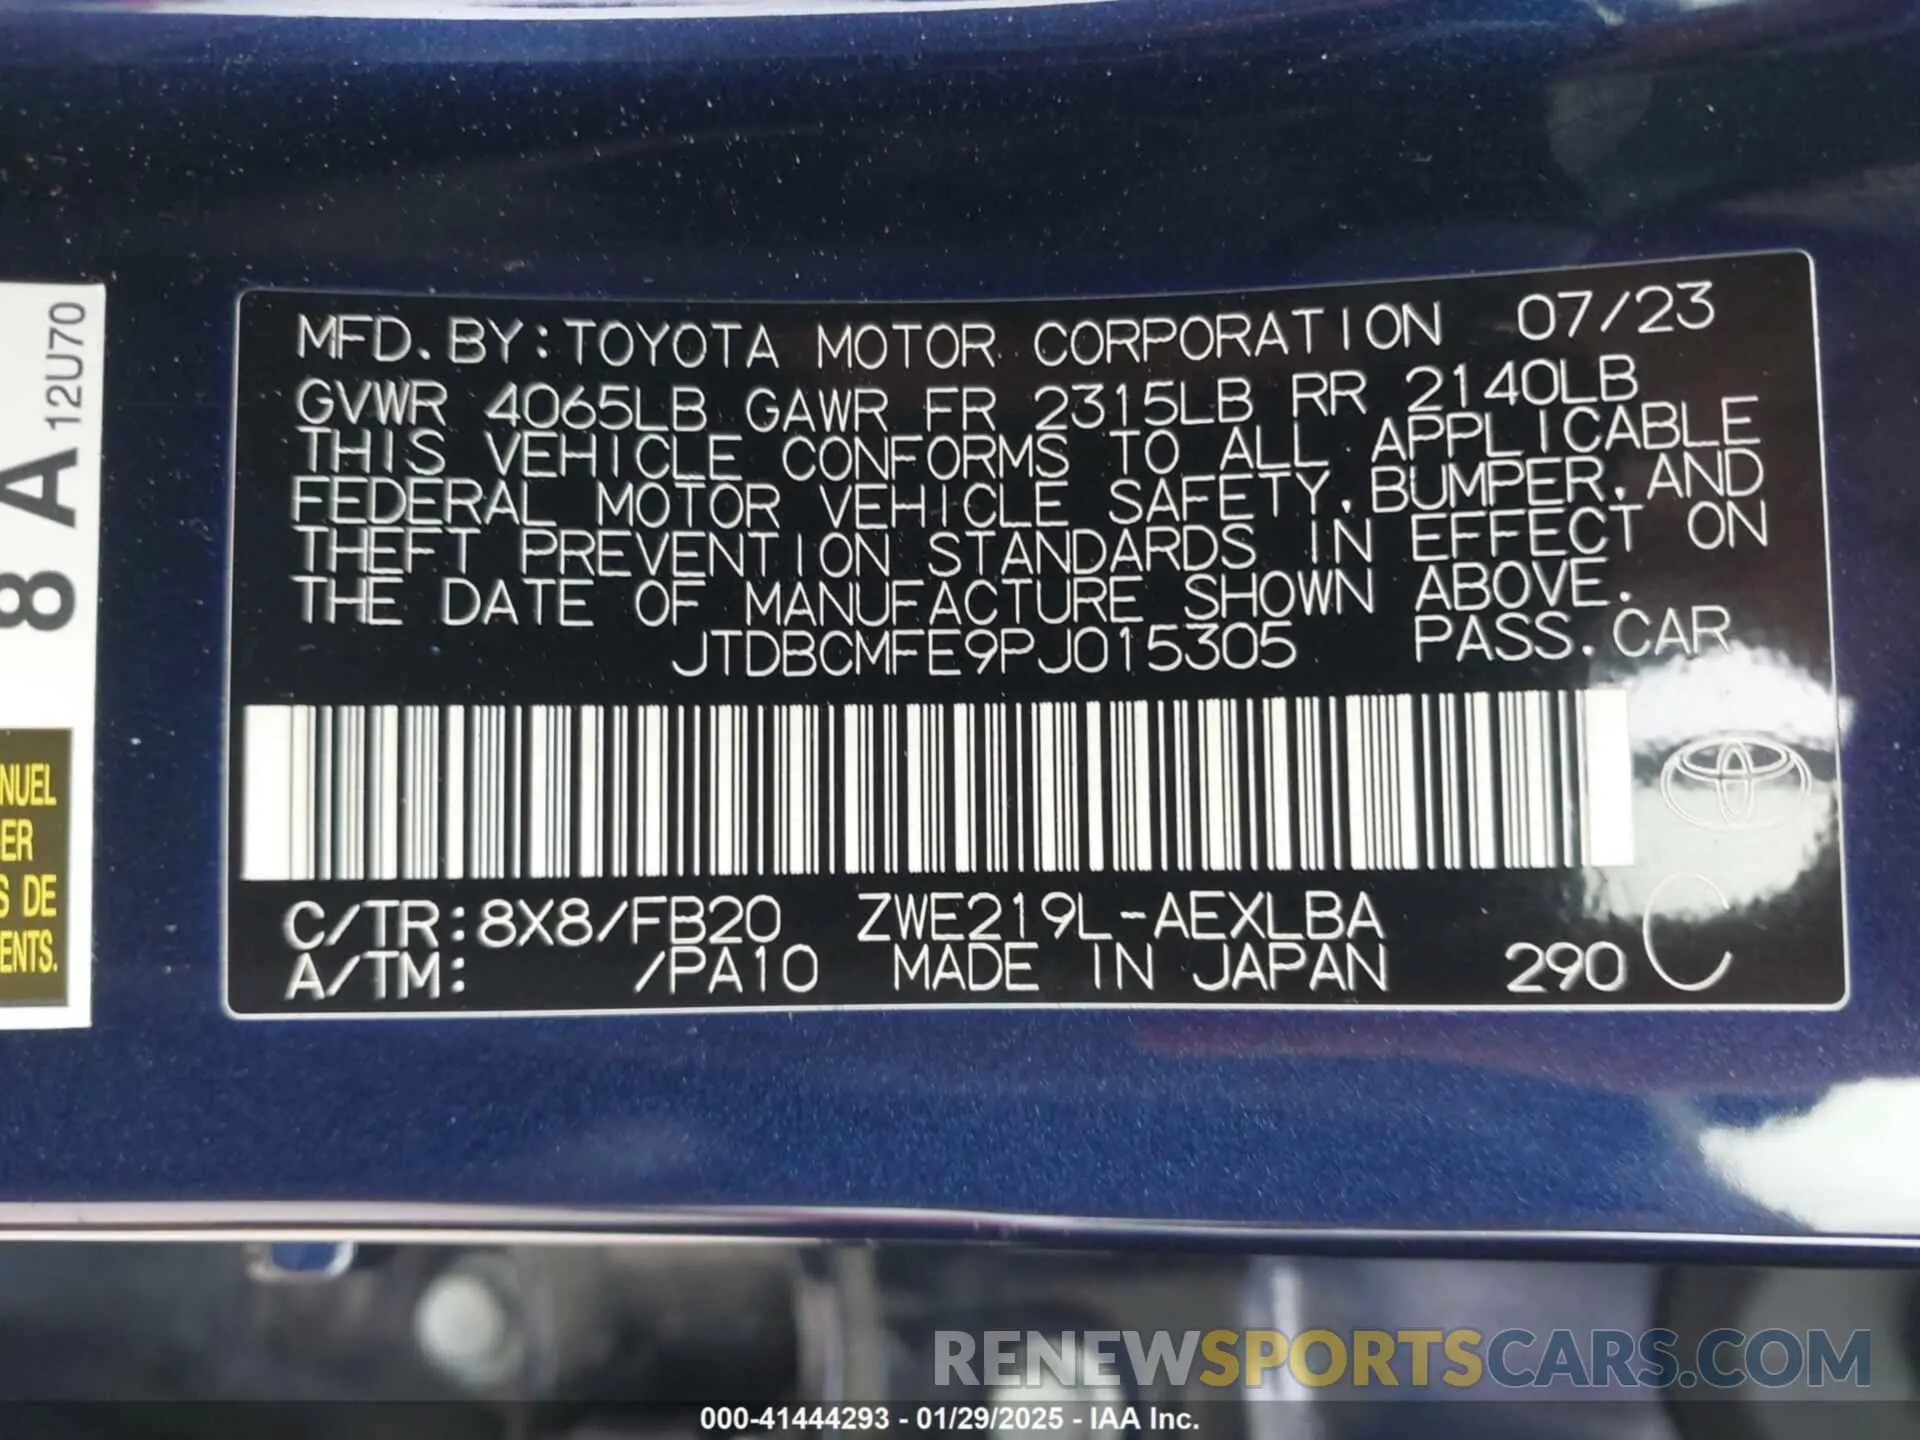 MFD. BY: TOYOTA MOTOR CORPORATION 07/23
GVWR 4065LB GAWR FR 2315LB RR 2140LB
THIS VEHICLE CONFORMS TO ALL APPLICABLE
FEDERAL MOTOR VEHICLE SAFETY, BUMPER, AND
THEFT PREVENTION STANDARDS IN EFFECT ON
THE DATE OF MANUFACTURE SHOWN ABOVE.
JTDBCMFE9PJ015305 PASS. CAR
C/TR: 8X8/FB20 ZWE219L-AEXLBA
A/TM: /PA10 MADE IN JAPAN 290 C
8 A 12U70
NUEL
ER
S DE
ENTS.
RENEWSPORTSCARS.COM
000-41444293 - 01/29/2025 - IAA Inc.